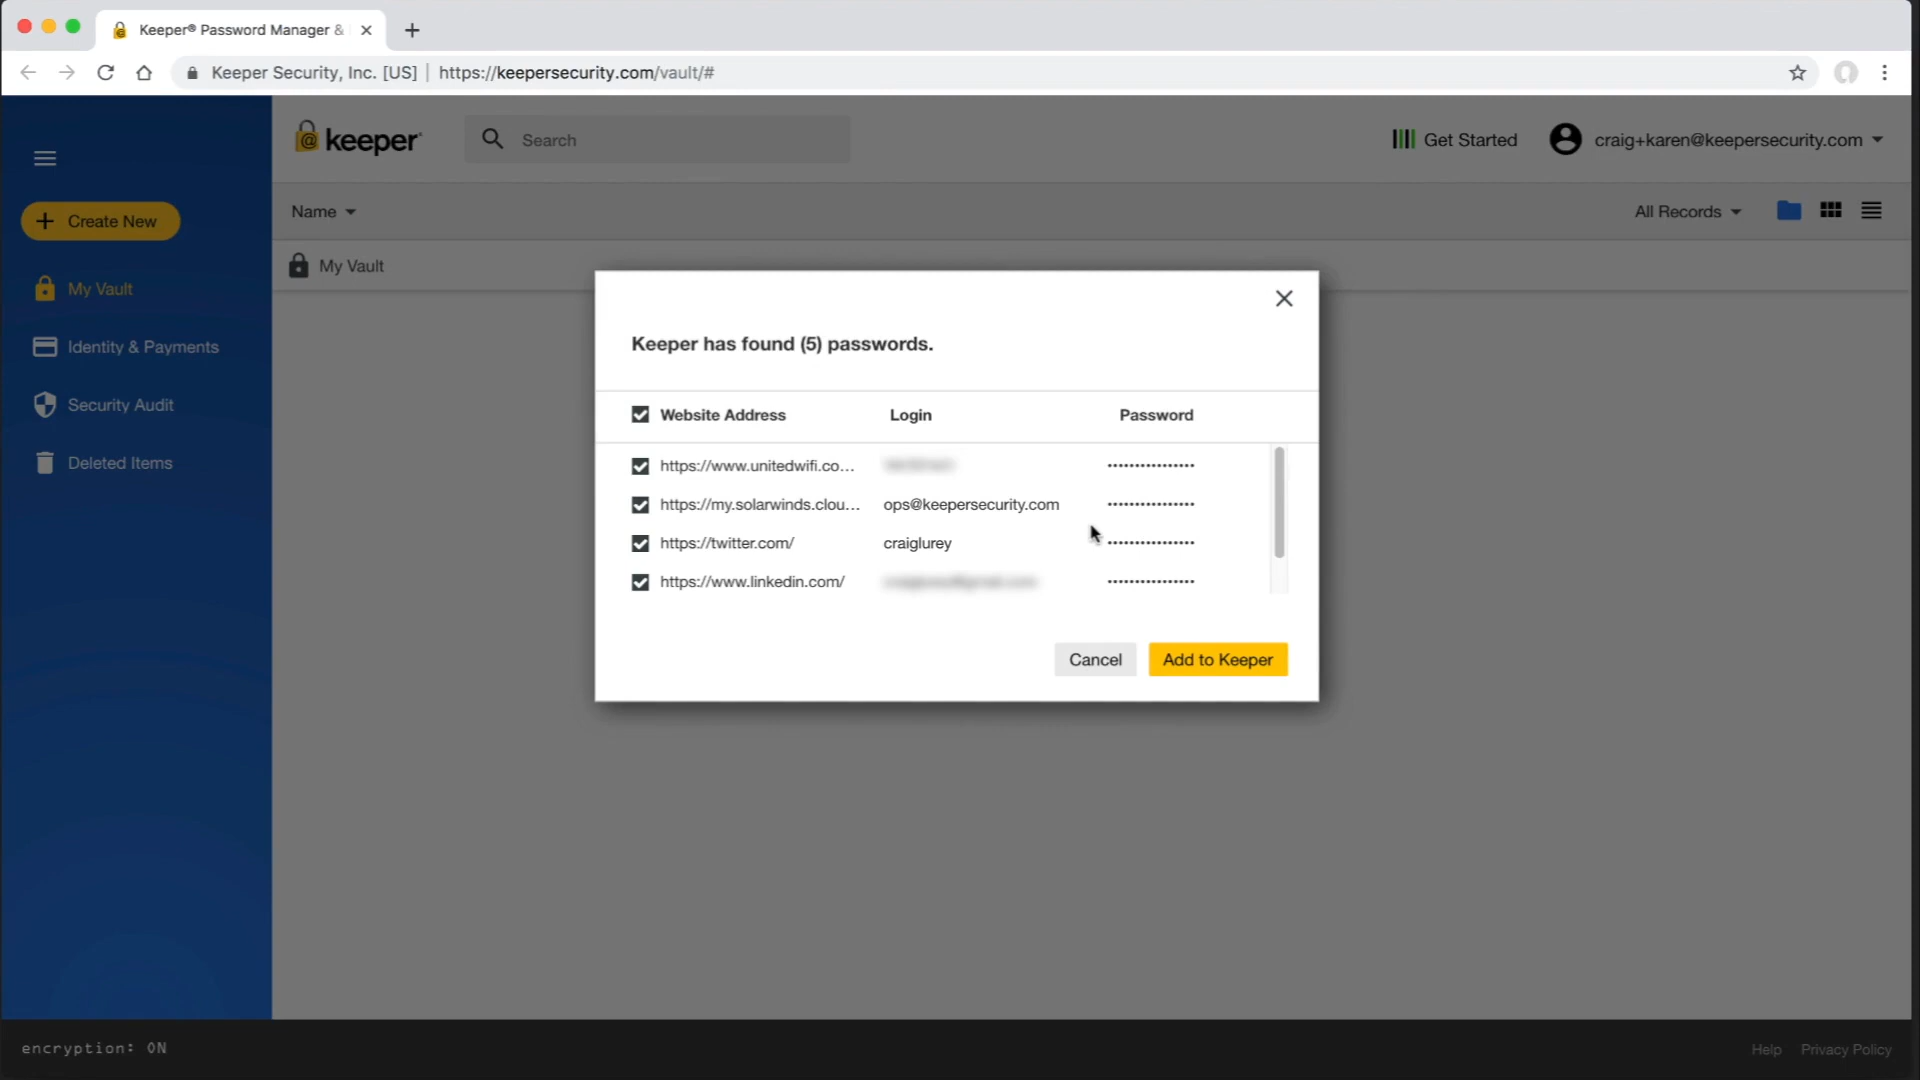 Keeper® Password Manager &
Keeper Security, Inc. [US] | https://keepersecurity.com/vault/#
keeper
Search
Get Started
craig+karen@keepersecurity.com
Create New
Name
All Records
My Vault
My Vault
Identity & Payments
Security Audit
Deleted Items
Keeper has found (5) passwords.
Website Address Login Password
https://www.unitedwifi.co... ••••••••••••••••
https://my.solarwinds.clou... ops@keepersecurity.com ••••••••••••••••
https://twitter.com/ craiglurey ••••••••••••••••
https://www.linkedin.com/ ••••••••••••••••
Cancel Add to Keeper
encryption: ON
Help Privacy Policy